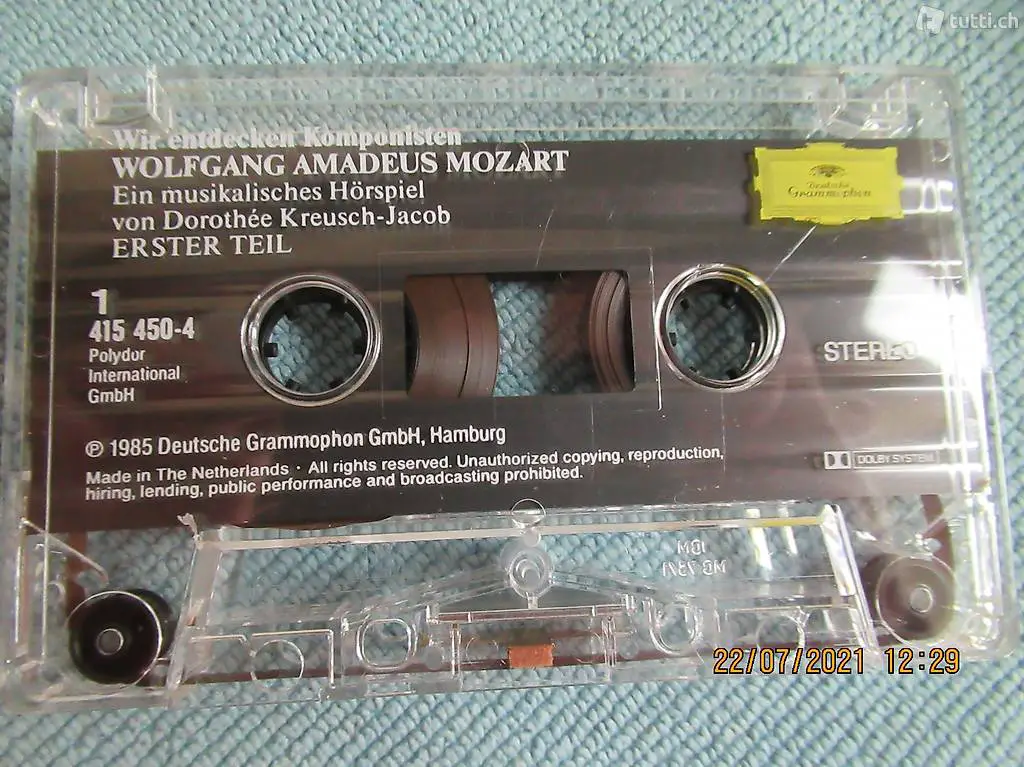 tutti.ch
Wir entdecken Komponisten
WOLFGANG AMADEUS MOZART
Ein musikalisches Hörspiel
von Dorothée Kreusch-Jacob
ERSTER TEIL
Deutsche
Grammophon
1
415 450-4
Polydor
International
GmbH
STEREO
℗ 1985 Deutsche Grammophon GmbH, Hamburg
Made in The Netherlands · All rights reserved. Unauthorized copying, reproduction,
hiring, lending, public performance and broadcasting prohibited.
DOLBY SYSTEM
22/07/2021 12:29